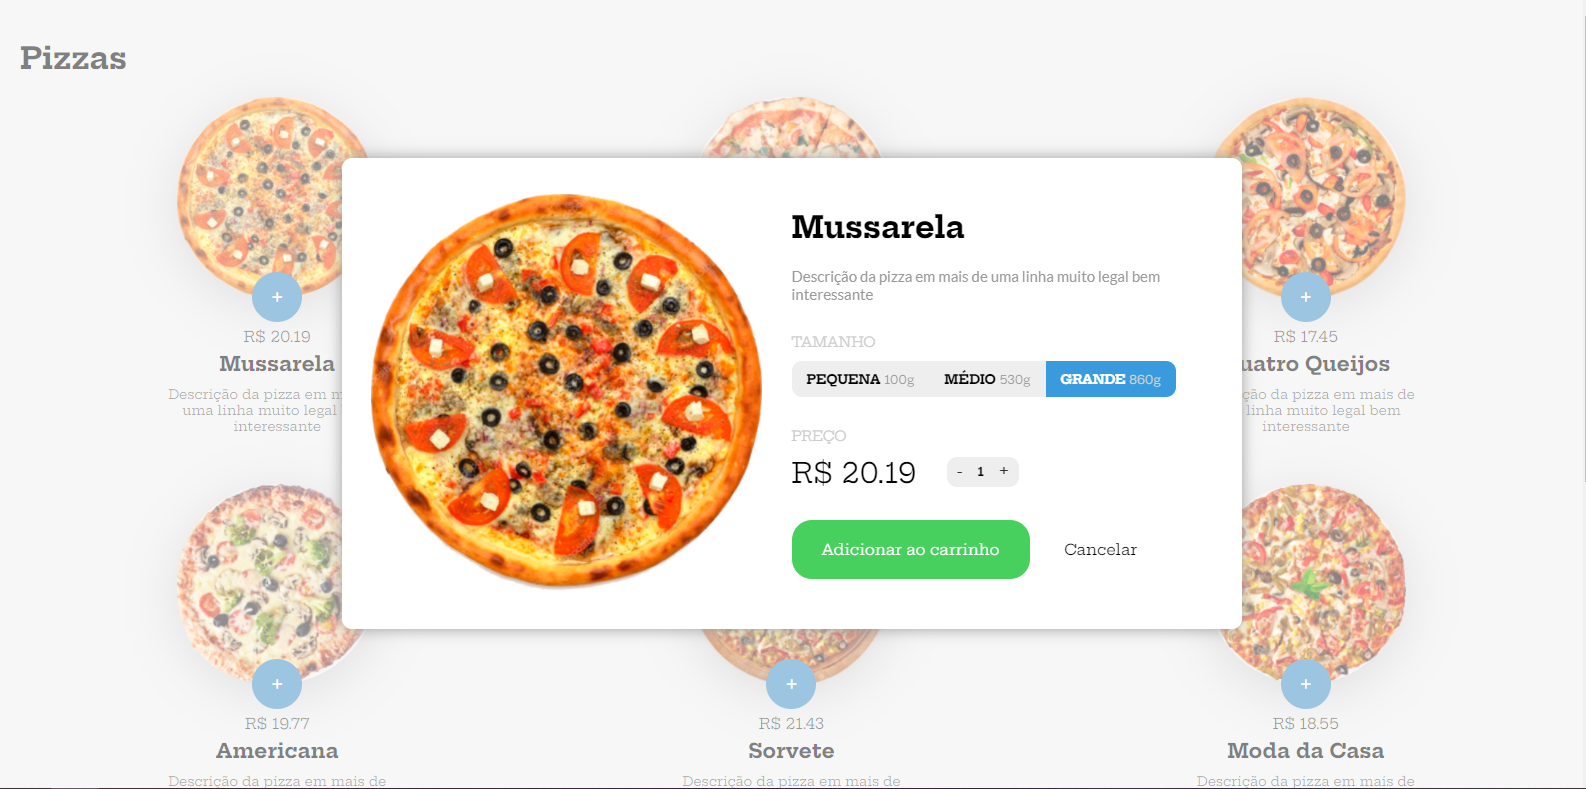 Pizzas
+
R$ 20.19
Mussarela
Descrição da pizza em
uma linha muito legal
interessante
Mussarela
Descrição da pizza em mais de uma linha muito legal bem
interessante
TAMANHO
PEQUENA 100g MÉDIO 530g GRANDE 860g
PREÇO
R$ 20.19 - 1 +
Adicionar ao carrinho Cancelar
+
R$ 17.45
Queijos
da pizza em mais de
linha muito legal bem
interessante
+
R$ 19.77
Americana
Descrição da pizza em mais de
+
R$ 21.43
Sorvete
Descrição da pizza em mais de
+
R$ 18.55
Moda da Casa
Descrição da pizza em mais de